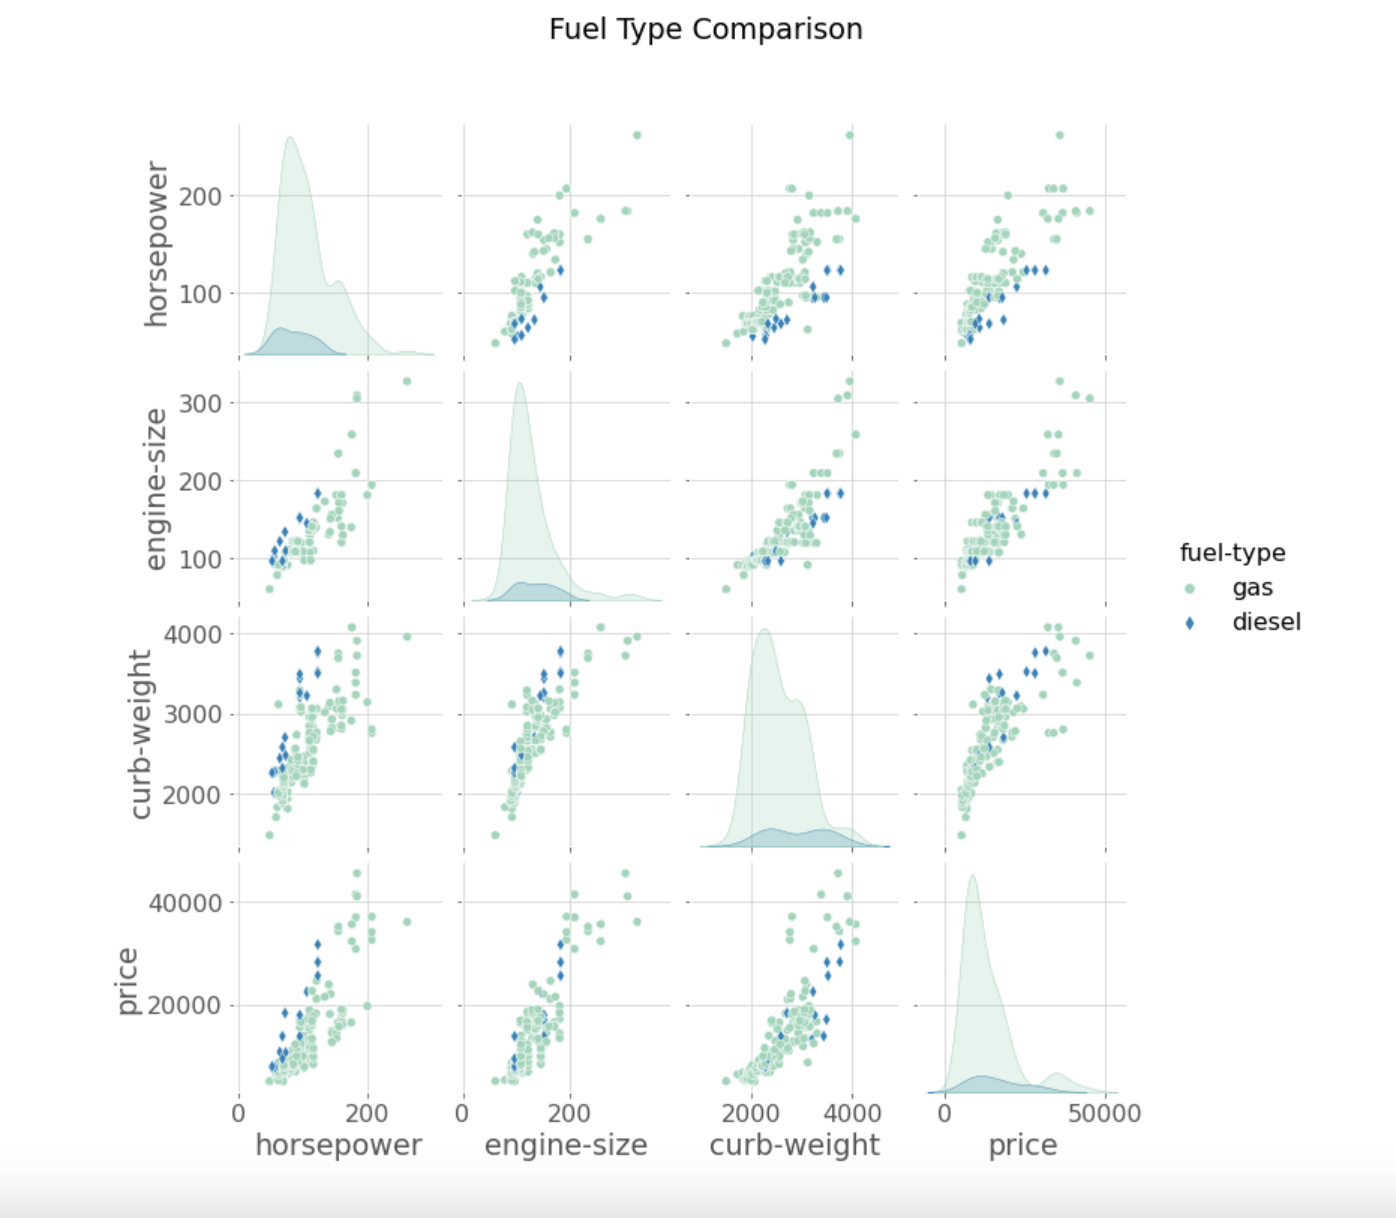 Fuel Type Comparison
horsepower
200
100
engine-size
300
200
100
fuel-type
gas
diesel
curb-weight
4000
3000
2000
price
40000
20000
0 200 0 200 2000 4000 0 50000
horsepower engine-size curb-weight price